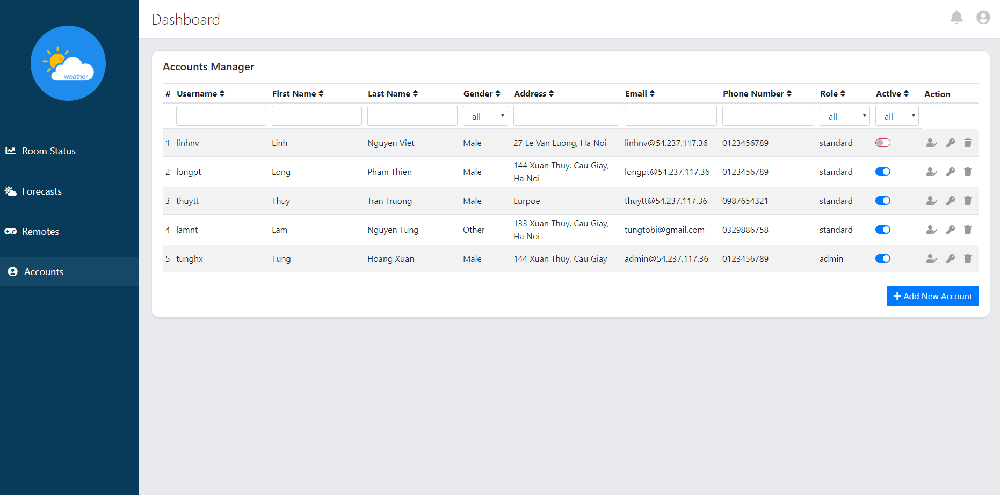 weather
Room Status
Forecasts
Remotes
Accounts
Dashboard
Accounts Manager
# Username First Name Last Name Gender Address Email Phone Number Role Active Action
all all all
1 linhnv Linh Nguyen Viet Male 27 Le Van Luong, Ha Noi linhnv@54.237.117.36 0123456789 standard
2 longpt Long Pham Thien Male 144 Xuan Thuy, Cau Giay, Ha Noi longpt@54.237.117.36 0123456789 standard
3 thuytt Thuy Tran Truong Male Eurpoe thuytt@54.237.117.36 0987654321 standard
4 lamnt Lam Nguyen Tung Other 133 Xuan Thuy, Cau Giay, Ha Noi tungtobi@gmail.com 0329886758 standard
5 tunghx Tung Hoang Xuan Male 144 Xuan Thuy, Cau Giay admin@54.237.117.36 0123456789 admin
Add New Account